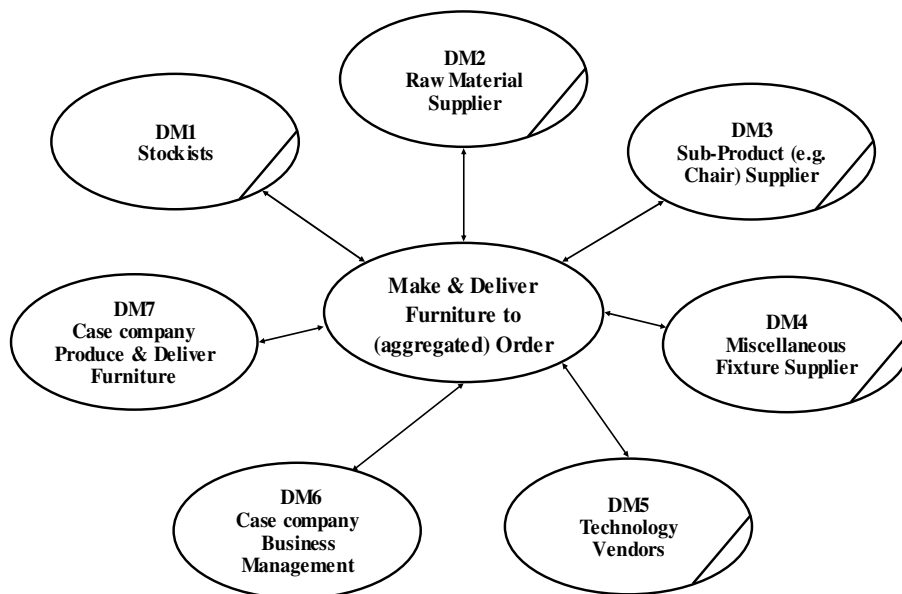 DM2
Raw Material
Supplier
DM1
Stockists
DM3
Sub-Product (e.g.
Chair) Supplier
Make & Deliver
Furniture to
(aggregated) Order
DM7
Case company
Produce & Deliver
Furniture
DM4
Miscellaneous
Fixture Supplier
DM6
Case company
Business
Management
DM5
Technology
Vendors